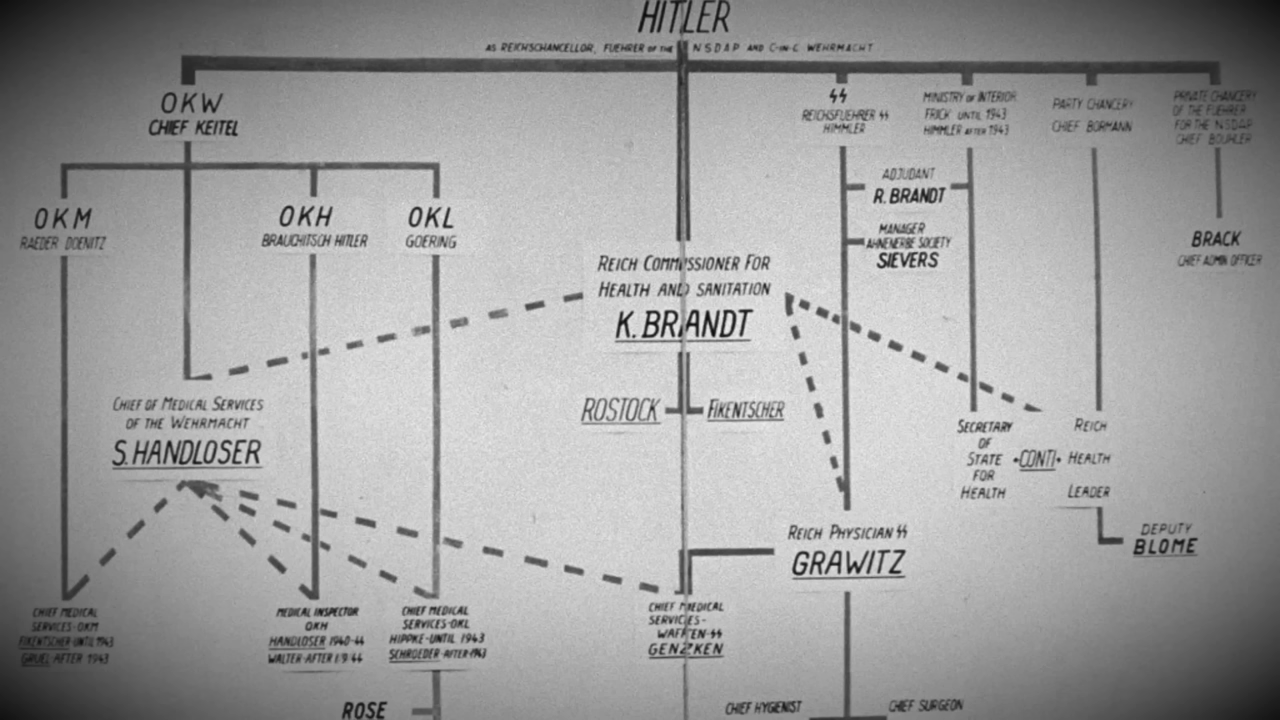 HITLER
AS REICHSCHANCELLOR, FUEHRER OF THE NSDAP AND C-IN-C WEHRMACHT
OKW
CHIEF KEITEL
SS
REICHSFUEHRER SS
HIMMLER
MINISTRY OF INTERIOR
FRICK UNTIL 1943
HIMMLER AFTER 1943
PARTY CHANCERY
CHIEF BORMANN
PRIVATE CHANCERY
OF THE FUEHRER
FOR THE NSDAP
CHIEF BOUHLER
ADJUDANT
R. BRANDT
MANAGER
AHNENERBE SOCIETY
SIEVERS
BRACK
CHIEF ADMIN OFFICER
OKM
RAEDER DOENITZ
OKH
BRAUCHITSCH HITLER
OKL
GOERING
REICH COMMISSIONER FOR
HEALTH AND SANITATION
K. BRANDT
ROSTOCK
FIKENTSCHER
CHIEF OF MEDICAL SERVICES
OF THE WEHRMACHT
S. HANDLOSER
SECRETARY
OF
STATE
FOR
HEALTH
·CONTI·
REICH
HEALTH
LEADER
DEPUTY
BLOME
REICH PHYSICIAN SS
GRAWITZ
CHIEF MEDICAL
SERVICES-OKM
FIKENTSCHER-UNTIL 1943
AFTER 1943
MEDICAL INSPECTOR
OKH
HANDLOSER 1940-44
WALTER-AFTER 1/9/44
CHIEF MEDICAL
SERVICES-OKL
HIPPKE-UNTIL 1943
SCHROEDER-AFTER 1943
CHIEF MEDICAL
SERVICES-
WAFFEN-SS
GENZKEN
ROSE
CHIEF HYGIENIST
CHIEF SURGEON